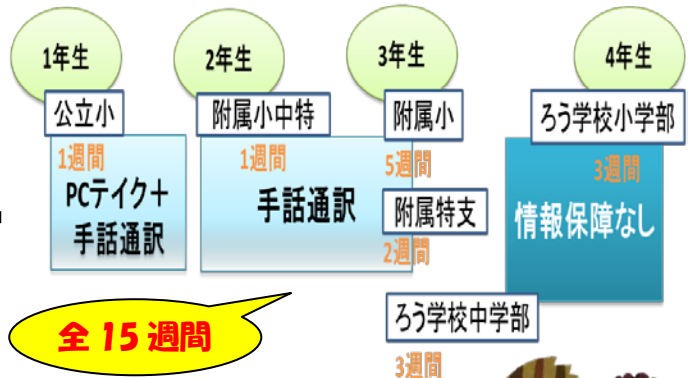 1年生
2年生
3年生
4年生
公立小
附属小中特
附属小
ろう学校小学部
1週間
1週間
5週間
3週間
PCテイク+
手話通訳
手話通訳
附属特支
情報保障なし
2週間
ろう学校中学部
全15週間
3週間